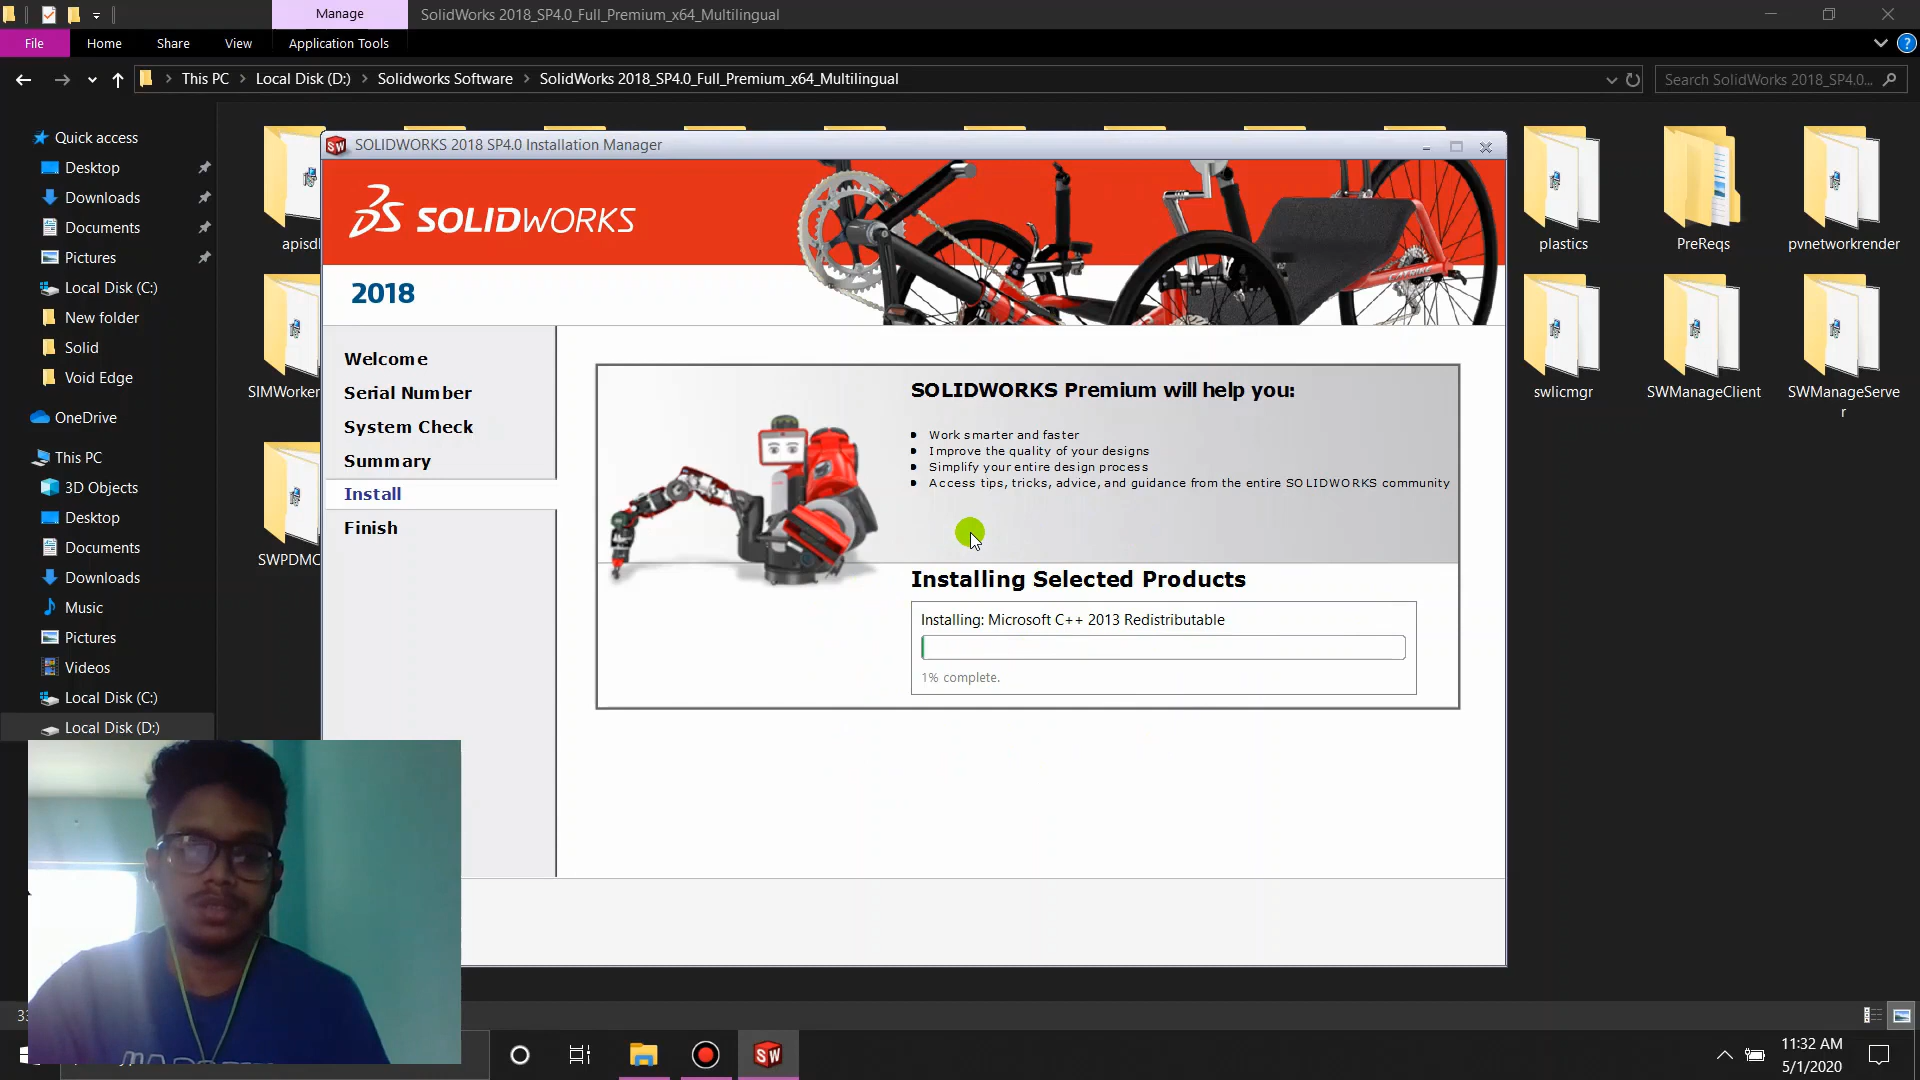 Manage
SolidWorks 2018_SP4.0_Full_Premium_x64_Multilingual
File
Home
Share
View
Application Tools
This PC
Local Disk (D:)
Solidworks Software
SolidWorks 2018_SP4.0_Full_Premium_x64_Multilingual
Search SolidWorks 2018_SP4.0...
Quick access
Desktop
Downloads
Documents
Pictures
Local Disk (C:)
New folder
Solid
Void Edge
OneDrive
This PC
3D Objects
Desktop
Documents
Downloads
Music
Pictures
Videos
Local Disk (C:)
Local Disk (D:)
SOLIDWORKS 2018 SP4.0 Installation Manager
SOLIDWORKS
2018
CATRIKE
Welcome
Serial Number
System Check
Summary
Install
Finish
SOLIDWORKS Premium will help you:
Work smarter and faster
Improve the quality of your designs
Simplify your entire design process
Access tips, tricks, advice, and guidance from the entire SOLIDWORKS community
Installing Selected Products
Installing: Microsoft C++ 2013 Redistributable
1% complete.
plastics
PreReqs
pvnetworkrender
SIMWorker
swlicmgr
SWManageClient
SWManageServe
r
11:32 AM
5/1/2020